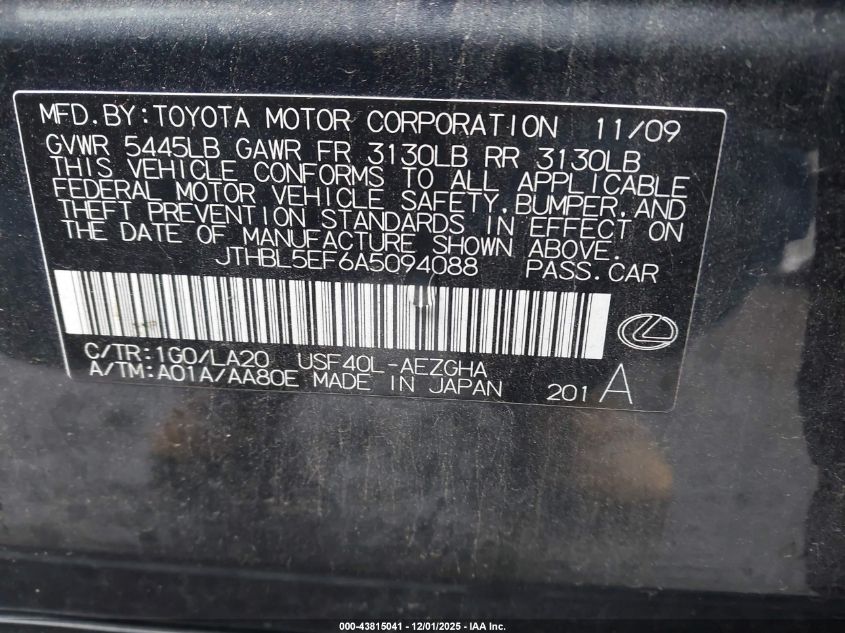 MFD.BY:TOYOTA MOTOR CORPORATION 11/09
GVWR 5445LB GAWR FR 3130LB RR 3130LB
THIS VEHICLE CONFORMS TO ALL APPLICABLE
FEDERAL MOTOR VEHICLE SAFETY,BUMPER,AND
THEFT PREVENTION STANDARDS IN EFFECT ON
THE DATE OF MANUFACTURE SHOWN ABOVE.
JTHBL5EF6A5094088 PASS.CAR
C/TR:1G0/LA20 USF40L-AEZGHA
A/TM:A01A/AA80E MADE IN JAPAN 201 A
000-43815041 - 12/01/2025 - IAA Inc.